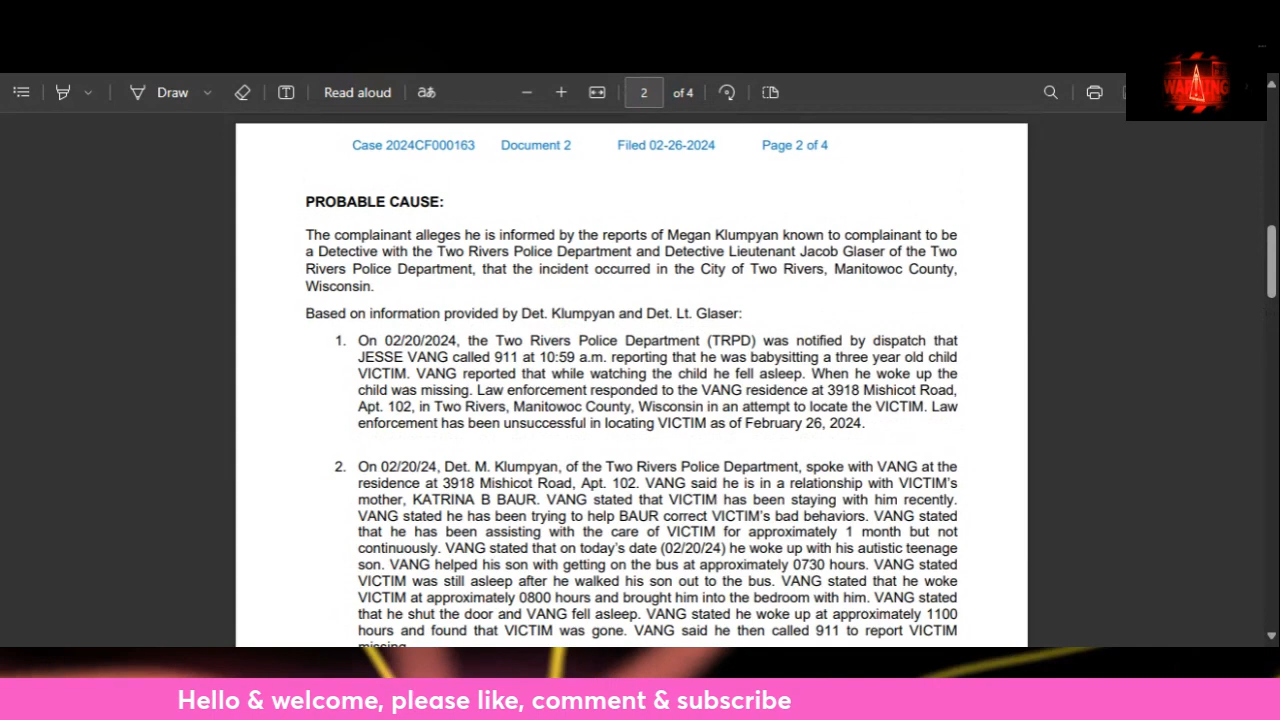 WARNING
Draw
Read aloud
aあ
2 of 4
Case 2024CF000163 Document 2 Filed 02-26-2024 Page 2 of 4
PROBABLE CAUSE:
The complainant alleges he is informed by the reports of Megan Klumpyan known to complainant to be
a Detective with the Two Rivers Police Department and Detective Lieutenant Jacob Glaser of the Two
Rivers Police Department, that the incident occurred in the City of Two Rivers, Manitowoc County,
Wisconsin.
Based on information provided by Det. Klumpyan and Det. Lt. Glaser:
1. On 02/20/2024, the Two Rivers Police Department (TRPD) was notified by dispatch that
JESSE VANG called 911 at 10:59 a.m. reporting that he was babysitting a three year old child
VICTIM. VANG reported that while watching the child he fell asleep. When he woke up the
child was missing. Law enforcement responded to the VANG residence at 3918 Mishicot Road,
Apt. 102, in Two Rivers, Manitowoc County, Wisconsin in an attempt to locate the VICTIM. Law
enforcement has been unsuccessful in locating VICTIM as of February 26, 2024.
2. On 02/20/24, Det. M. Klumpyan, of the Two Rivers Police Department, spoke with VANG at the
residence at 3918 Mishicot Road, Apt. 102. VANG said he is in a relationship with VICTIM's
mother, KATRINA B BAUR. VANG stated that VICTIM has been staying with him recently.
VANG stated he has been trying to help BAUR correct VICTIM's bad behaviors. VANG stated
that he has been assisting with the care of VICTIM for approximately 1 month but not
continuously. VANG stated that on today's date (02/20/24) he woke up with his autistic teenage
son. VANG helped his son with getting on the bus at approximately 0730 hours. VANG stated
VICTIM was still asleep after he walked his son out to the bus. VANG stated that he woke
VICTIM at approximately 0800 hours and brought him into the bedroom with him. VANG stated
that he shut the door and VANG fell asleep. VANG stated he woke up at approximately 1100
hours and found that VICTIM was gone. VANG said he then called 911 to report VICTIM
missing.
Hello & welcome, please like, comment & subscribe